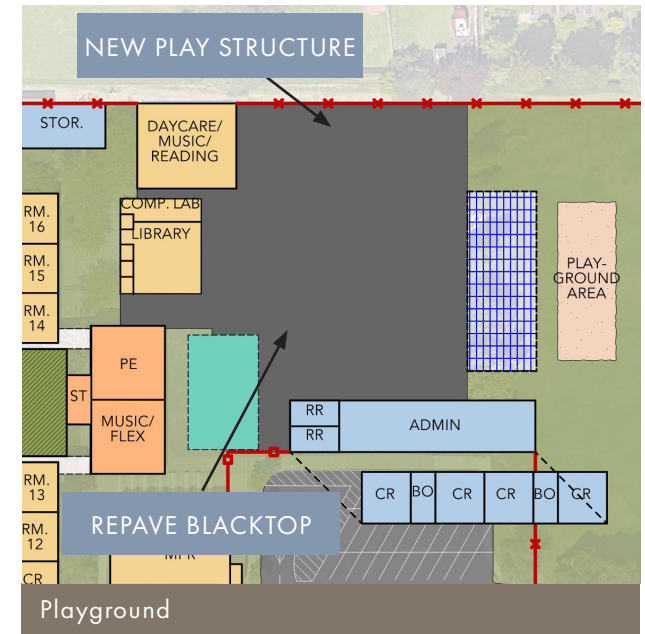 NEW PLAY STRUCTURE
STOR.
DAYCARE/
MUSIC/
READING
COMP. LAB
LIBRARY
RM.
16
RM.
15
RM.
14
PLAY-
GROUND
AREA
PE
ST
MUSIC/
FLEX
RR
RR
ADMIN
RM.
13
RM.
12
CR
CR
BO
CR
CR
BO
CR
REPAVE BLACKTOP
Playground